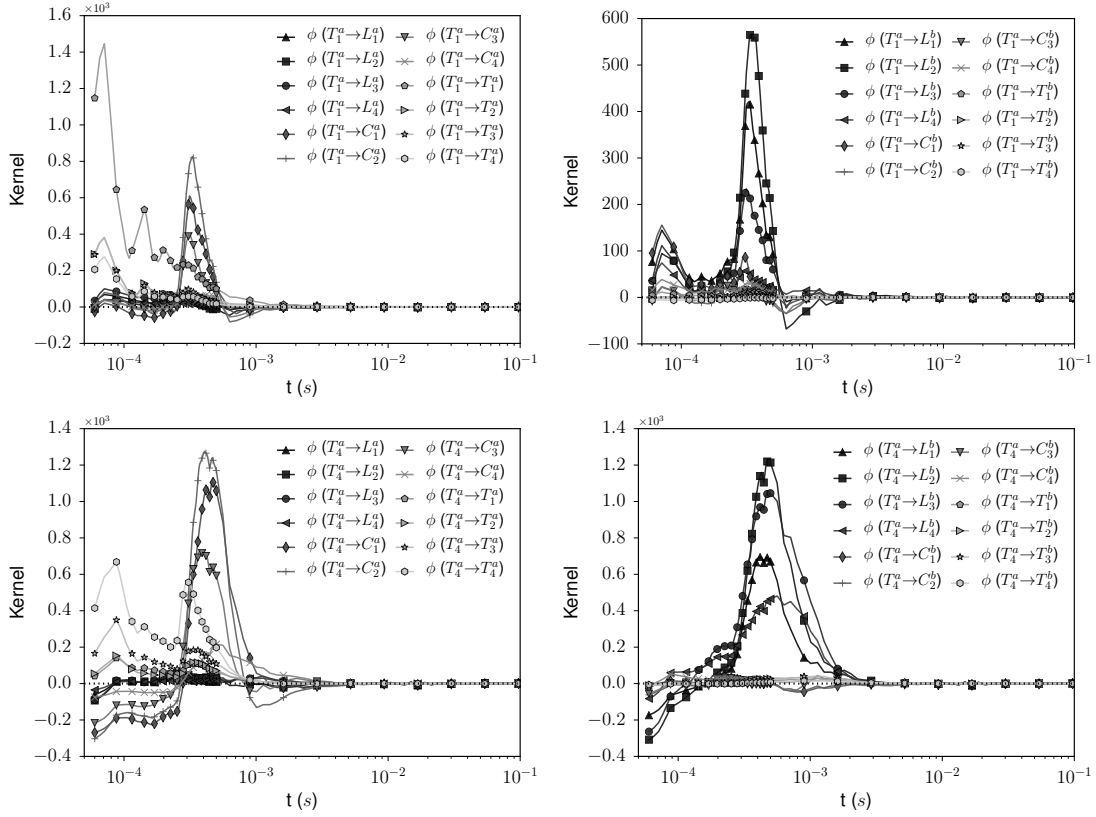 ×10³
1.6
1.4
1.2
1.0
0.8
0.6
0.4
0.2
0.0
−0.2
Kernel
10⁻⁴ 10⁻³ 10⁻² 10⁻¹
t (s)
ϕ (T₁ᵃ→L₁ᵃ) ϕ (T₁ᵃ→C₃ᵃ)
ϕ (T₁ᵃ→L₂ᵃ) ϕ (T₁ᵃ→C₄ᵃ)
ϕ (T₁ᵃ→L₃ᵃ) ϕ (T₁ᵃ→T₁ᵃ)
ϕ (T₁ᵃ→L₄ᵃ) ϕ (T₁ᵃ→T₂ᵃ)
ϕ (T₁ᵃ→C₁ᵃ) ϕ (T₁ᵃ→T₃ᵃ)
ϕ (T₁ᵃ→C₂ᵃ) ϕ (T₁ᵃ→T₄ᵃ)
600
500
400
300
200
100
0
−100
Kernel
10⁻⁴ 10⁻³ 10⁻² 10⁻¹
t (s)
ϕ (T₁ᵃ→L₁ᵇ) ϕ (T₁ᵃ→C₃ᵇ)
ϕ (T₁ᵃ→L₂ᵇ) ϕ (T₁ᵃ→C₄ᵇ)
ϕ (T₁ᵃ→L₃ᵇ) ϕ (T₁ᵃ→T₁ᵇ)
ϕ (T₁ᵃ→L₄ᵇ) ϕ (T₁ᵃ→T₂ᵇ)
ϕ (T₁ᵃ→C₁ᵇ) ϕ (T₁ᵃ→T₃ᵇ)
ϕ (T₁ᵃ→C₂ᵇ) ϕ (T₁ᵃ→T₄ᵇ)
×10³
1.4
1.2
1.0
0.8
0.6
0.4
0.2
0.0
−0.2
−0.4
Kernel
10⁻⁴ 10⁻³ 10⁻² 10⁻¹
t (s)
ϕ (T₄ᵃ→L₁ᵃ) ϕ (T₄ᵃ→C₃ᵃ)
ϕ (T₄ᵃ→L₂ᵃ) ϕ (T₄ᵃ→C₄ᵃ)
ϕ (T₄ᵃ→L₃ᵃ) ϕ (T₄ᵃ→T₁ᵃ)
ϕ (T₄ᵃ→L₄ᵃ) ϕ (T₄ᵃ→T₂ᵃ)
ϕ (T₄ᵃ→C₁ᵃ) ϕ (T₄ᵃ→T₃ᵃ)
ϕ (T₄ᵃ→C₂ᵃ) ϕ (T₄ᵃ→T₄ᵃ)
×10³
1.4
1.2
1.0
0.8
0.6
0.4
0.2
0.0
−0.2
−0.4
Kernel
10⁻⁴ 10⁻³ 10⁻² 10⁻¹
t (s)
ϕ (T₄ᵃ→L₁ᵇ) ϕ (T₄ᵃ→C₃ᵇ)
ϕ (T₄ᵃ→L₂ᵇ) ϕ (T₄ᵃ→C₄ᵇ)
ϕ (T₄ᵃ→L₃ᵇ) ϕ (T₄ᵃ→T₁ᵇ)
ϕ (T₄ᵃ→L₄ᵇ) ϕ (T₄ᵃ→T₂ᵇ)
ϕ (T₄ᵃ→C₁ᵇ) ϕ (T₄ᵃ→T₃ᵇ)
ϕ (T₄ᵃ→C₂ᵇ) ϕ (T₄ᵃ→T₄ᵇ)